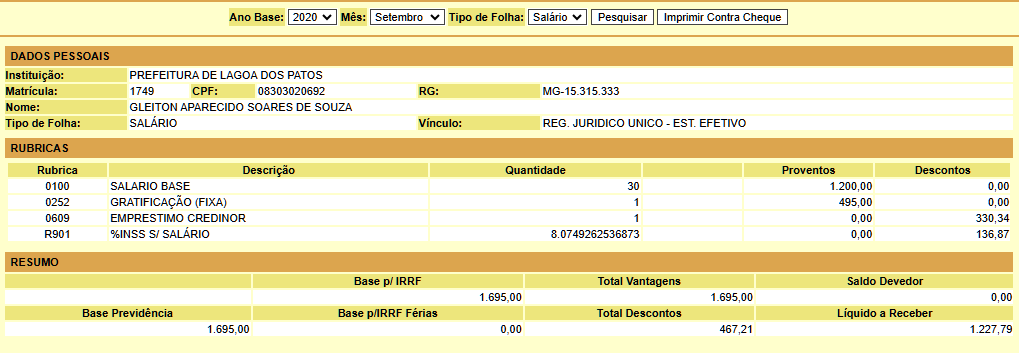 Ano Base: 2020 Mês: Setembro Tipo de Folha: Salário Pesquisar Imprimir Contra Cheque
DADOS PESSOAIS
Instituição: PREFEITURA DE LAGOA DOS PATOS
Matrícula: 1749 CPF: 08303020692 RG: MG-15.315.333
Nome: GLEITON APARECIDO SOARES DE SOUZA
Tipo de Folha: SALÁRIO Vínculo: REG. JURIDICO UNICO - EST. EFETIVO
RUBRICAS
Rubrica Descrição Quantidade Proventos Descontos
0100 SALARIO BASE 30 1.200,00 0,00
0252 GRATIFICAÇÃO (FIXA) 1 495,00 0,00
0609 EMPRESTIMO CREDINOR 1 0,00 330,34
R901 %INSS S/ SALÁRIO 8.0749262536873 0,00 136,87
RESUMO
Base p/ IRRF Total Vantagens Saldo Devedor
1.695,00 1.695,00 0,00
Base Previdência Base p/IRRF Férias Total Descontos Líquido a Receber
1.695,00 0,00 467,21 1.227,79